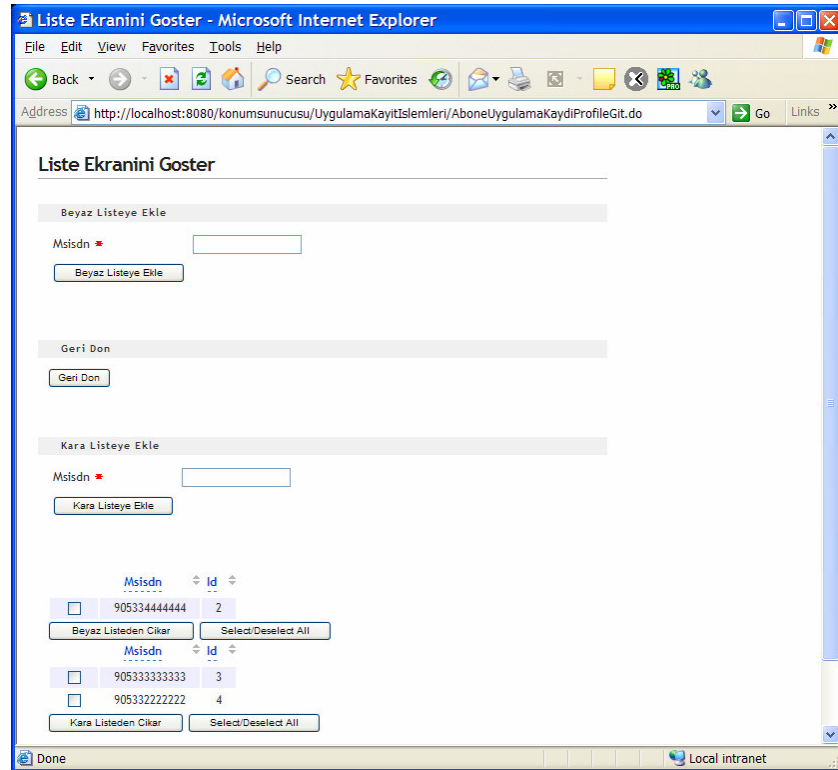 Liste Ekranini Goster - Microsoft Internet Explorer
File Edit View Favorites Tools Help
Back Search Favorites PRO
Address http://localhost:8080/konumsunucusu/UygulamaKayitIslemleri/AboneUygulamaKaydiProfileGit.do Go Links »
Liste Ekranini Goster
Beyaz Listeye Ekle
Msisdn *
Beyaz Listeye Ekle
Geri Don
Geri Don
Kara Listeye Ekle
Msisdn *
Kara Listeye Ekle
Msisdn Id
905334444444 2
Beyaz Listeden Cikar Select/Deselect All
Msisdn Id
905333333333 3
905332222222 4
Kara Listeden Cikar Select/Deselect All
Done Local intranet